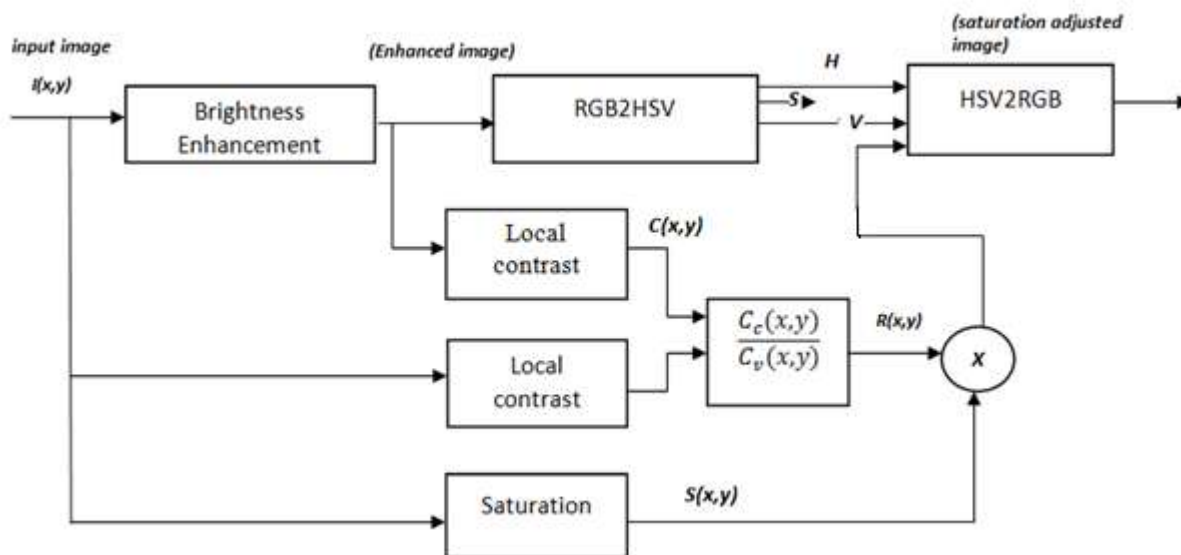 input image
I(x,y)
Brightness
Enhancement
(Enhanced image)
RGB2HSV
H
S
V
(saturation adjusted
image)
HSV2RGB
Local
contrast
C(x,y)
Local
contrast
C_c(x,y)
C_v(x,y)
R(x,y)
X
Saturation
S(x,y)